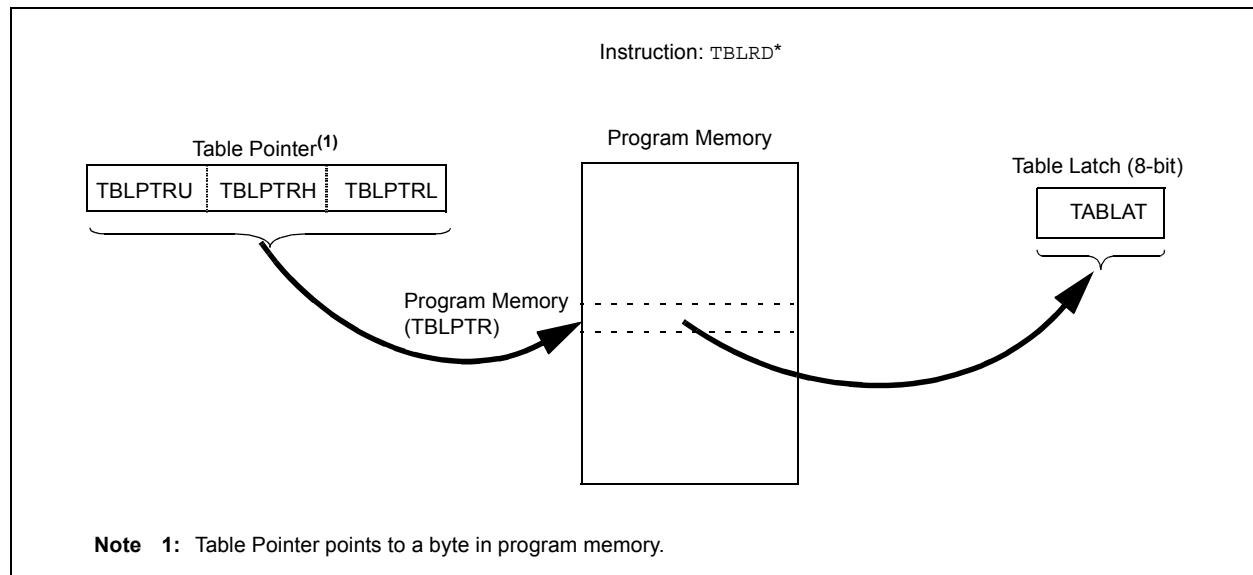 Instruction: TBLRD*
Table Pointer(1)
TBLPTRU TBLPTRH TBLPTRL
Program Memory
Table Latch (8-bit)
TABLAT
Program Memory
(TBLPTR)
Note 1: Table Pointer points to a byte in program memory.